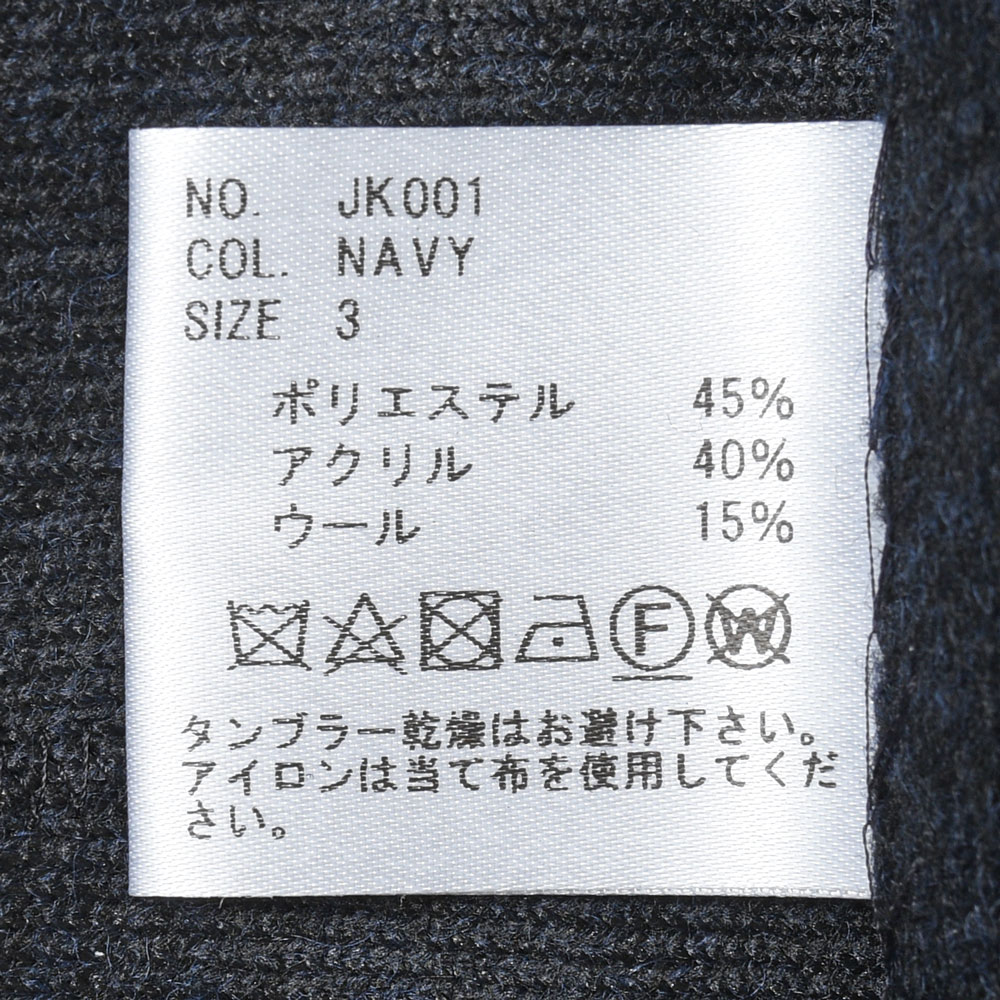 NO. JK001
COL. NAVY
SIZE 3
ポリエステル 45%
アクリル 40%
ウール 15%
F W
タンブラー乾燥はお避け下さい。
アイロンは当て布を使用してくだ
さい。